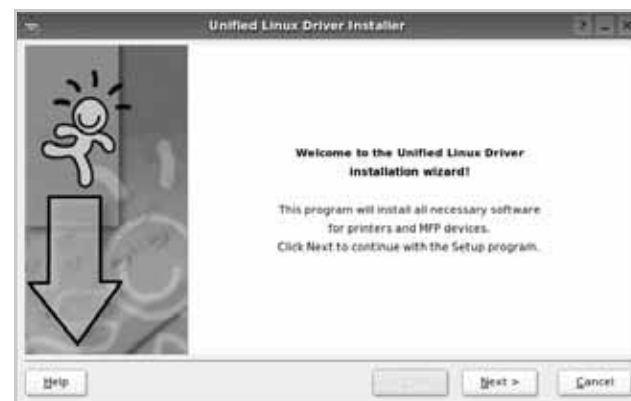 Unified Linux Driver Installer
Welcome to the Unified Linux Driver
installation wizard!
This program will install all necessary software
for printers and MFP devices.
Click Next to continue with the Setup program.
Help
Next >
Cancel